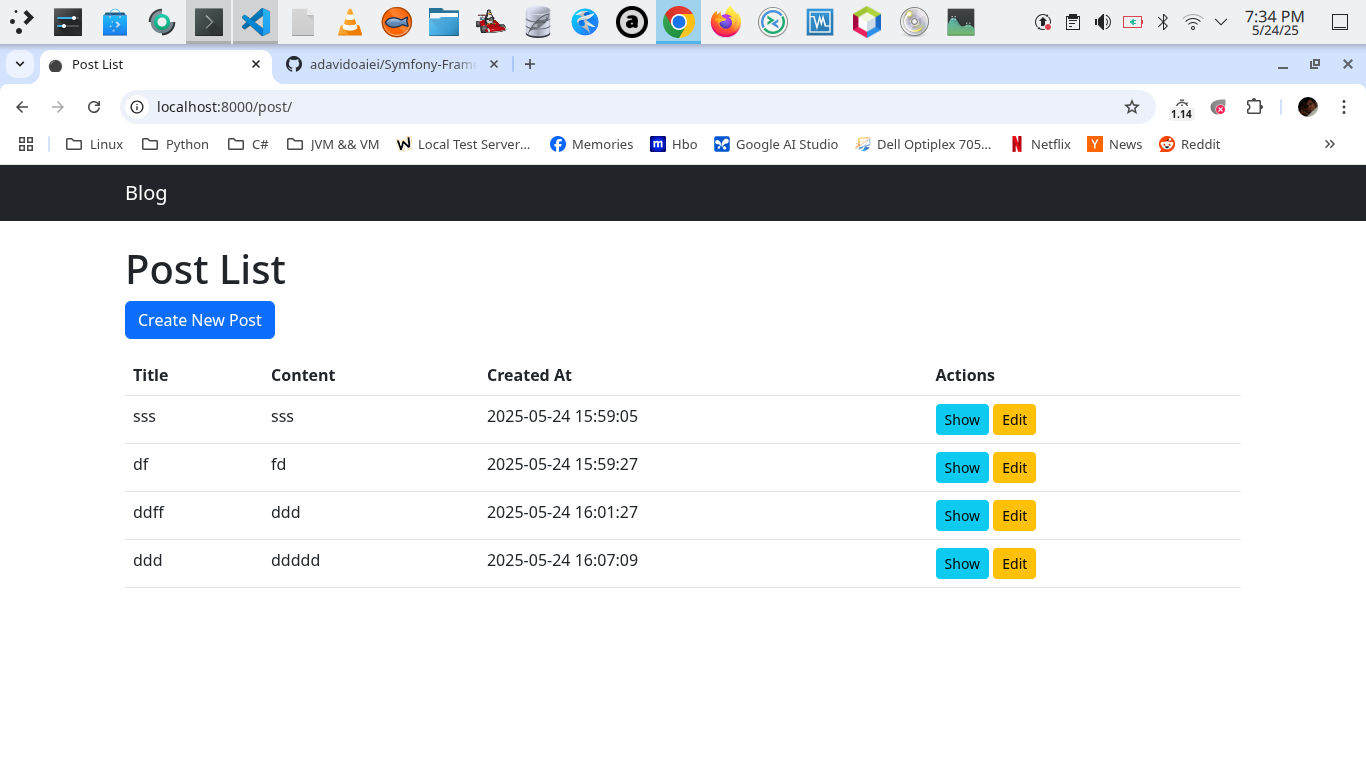 7:34 PM
5/24/25
Post List
adavidoaiei/Symfony-Fram
localhost:8000/post/
1.14
Linux Python C# JVM && VM Local Test Server... Memories Hbo Google AI Studio Dell Optiplex 705... Netflix News Reddit
Blog
Post List
Create New Post
Title Content Created At Actions
sss sss 2025-05-24 15:59:05 Show Edit
df fd 2025-05-24 15:59:27 Show Edit
ddff ddd 2025-05-24 16:01:27 Show Edit
ddd ddddd 2025-05-24 16:07:09 Show Edit